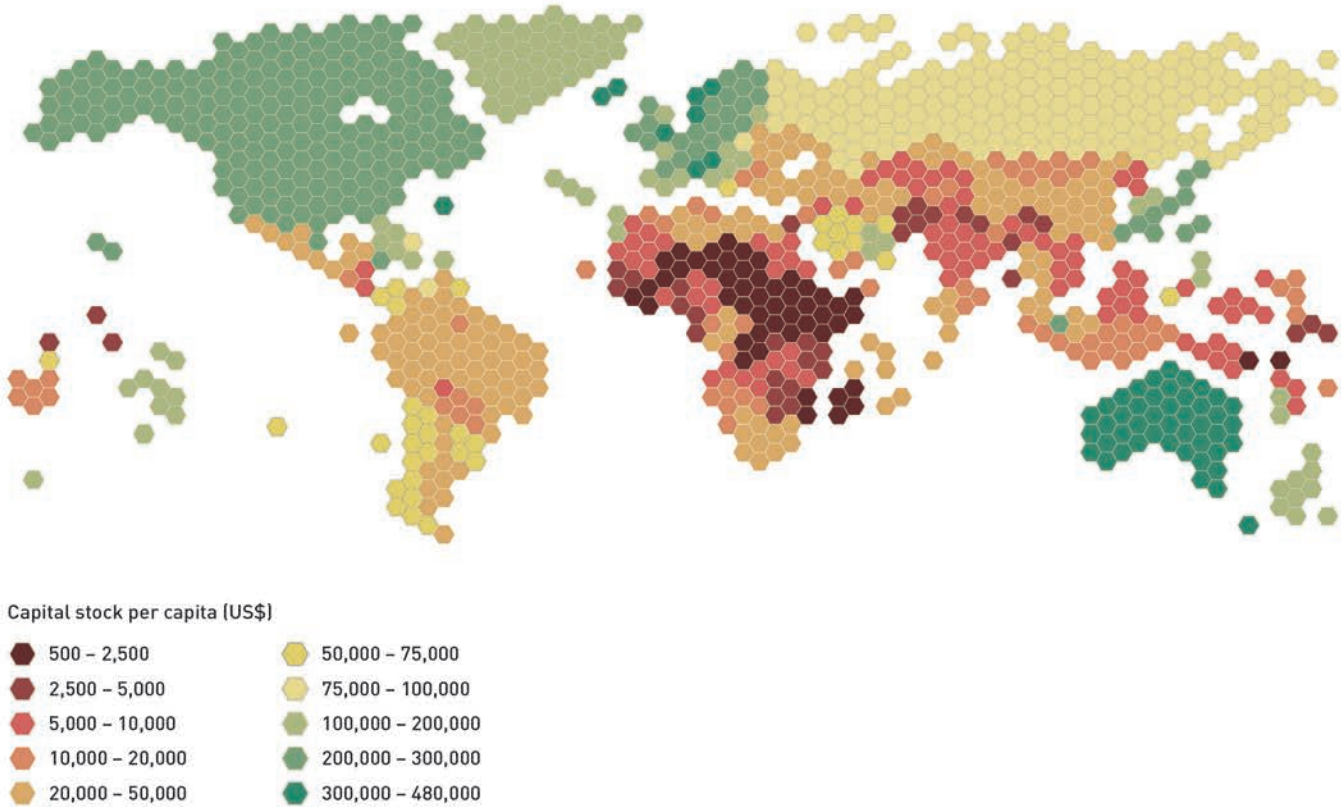 Capital stock per capita (US$)
500 – 2,500
2,500 – 5,000
5,000 – 10,000
10,000 – 20,000
20,000 – 50,000
50,000 – 75,000
75,000 – 100,000
100,000 – 200,000
200,000 – 300,000
300,000 – 480,000